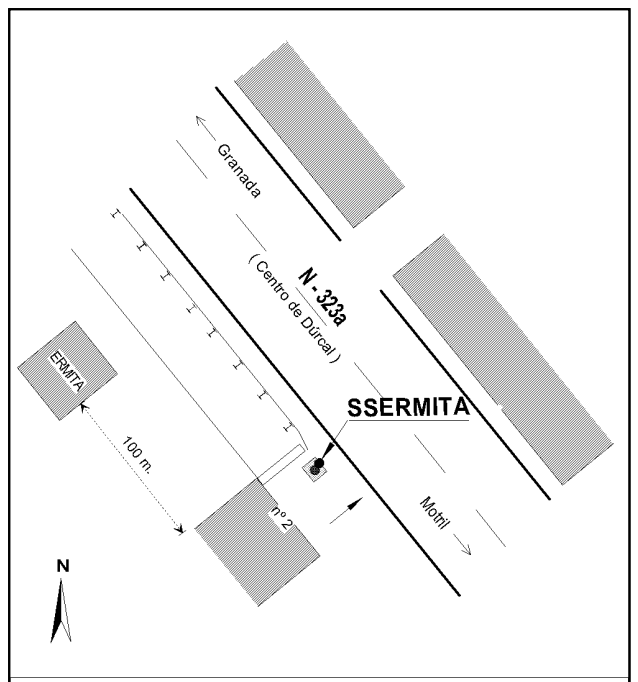 Granada
N - 323a
( Centro de Dúrcal )
ERMITA
SSERMITA
100 m.
nº 2
Motril
N